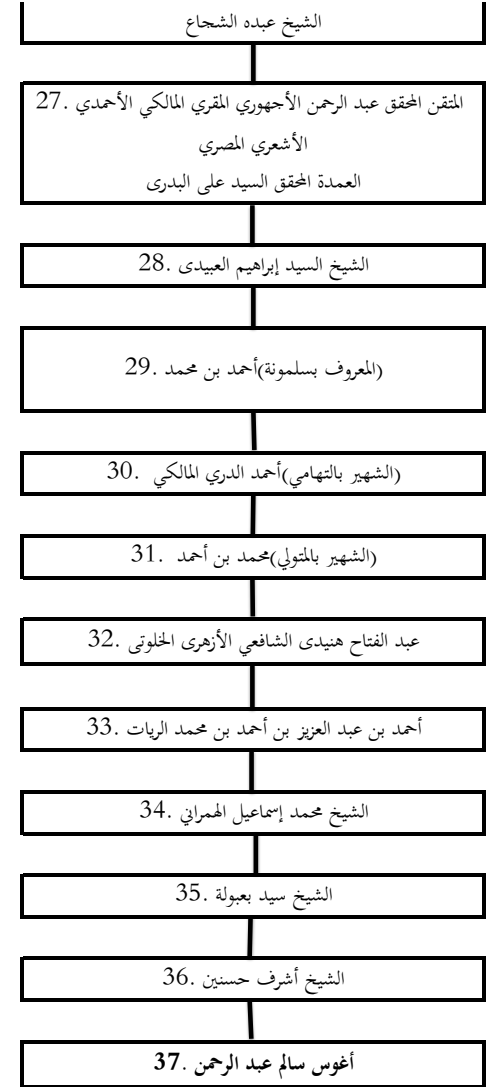 الشيخ عبده الشجاع
27. المتقن المحقق عبد الرحمن الأجهوري المقري المالكي الأحمدي
الأشعري المصري
العمدة المحقق السيد على البدرى
28. الشيخ السيد إبراهيم العبيدى
29. أحمد بن محمد(المعروف بسلمونة)
30. أحمد الدري المالكي(الشهير بالتهامي)
31. محمد بن أحمد(الشهير بالمتولي)
32. عبد الفتاح هنيدى الشافعي الأزهرى الخلوتى
33. أحمد بن عبد العزيز بن أحمد بن محمد الريات
34. الشيخ محمد إسماعيل الهمراني
35. الشيخ سيد بعبولة
36. الشيخ أشرف حسنين
37. أغوس سالم عبد الرحمن